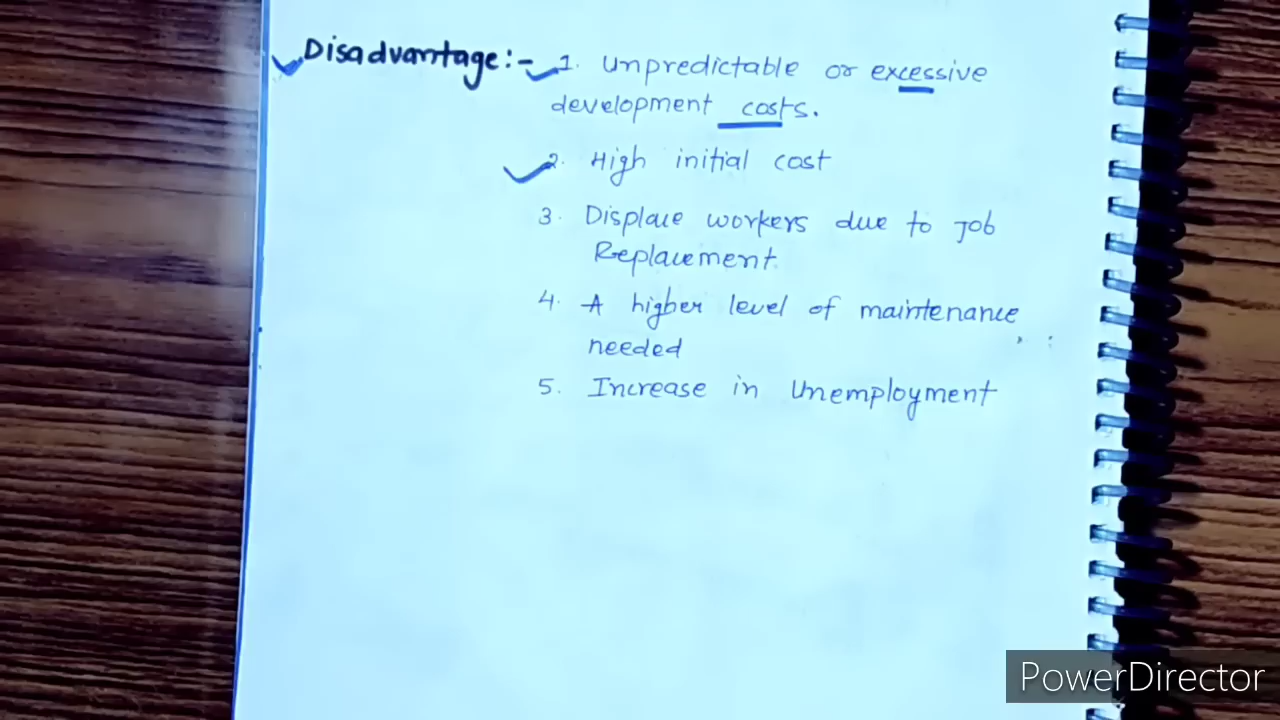 Disadvantage:- 1. Unpredictable or excessive
development costs.
2. High initial cost
3. Displace workers due to Job
Replacement.
4. A higher level of maintenance
needed
5. Increase in Unemployment
PowerDirector